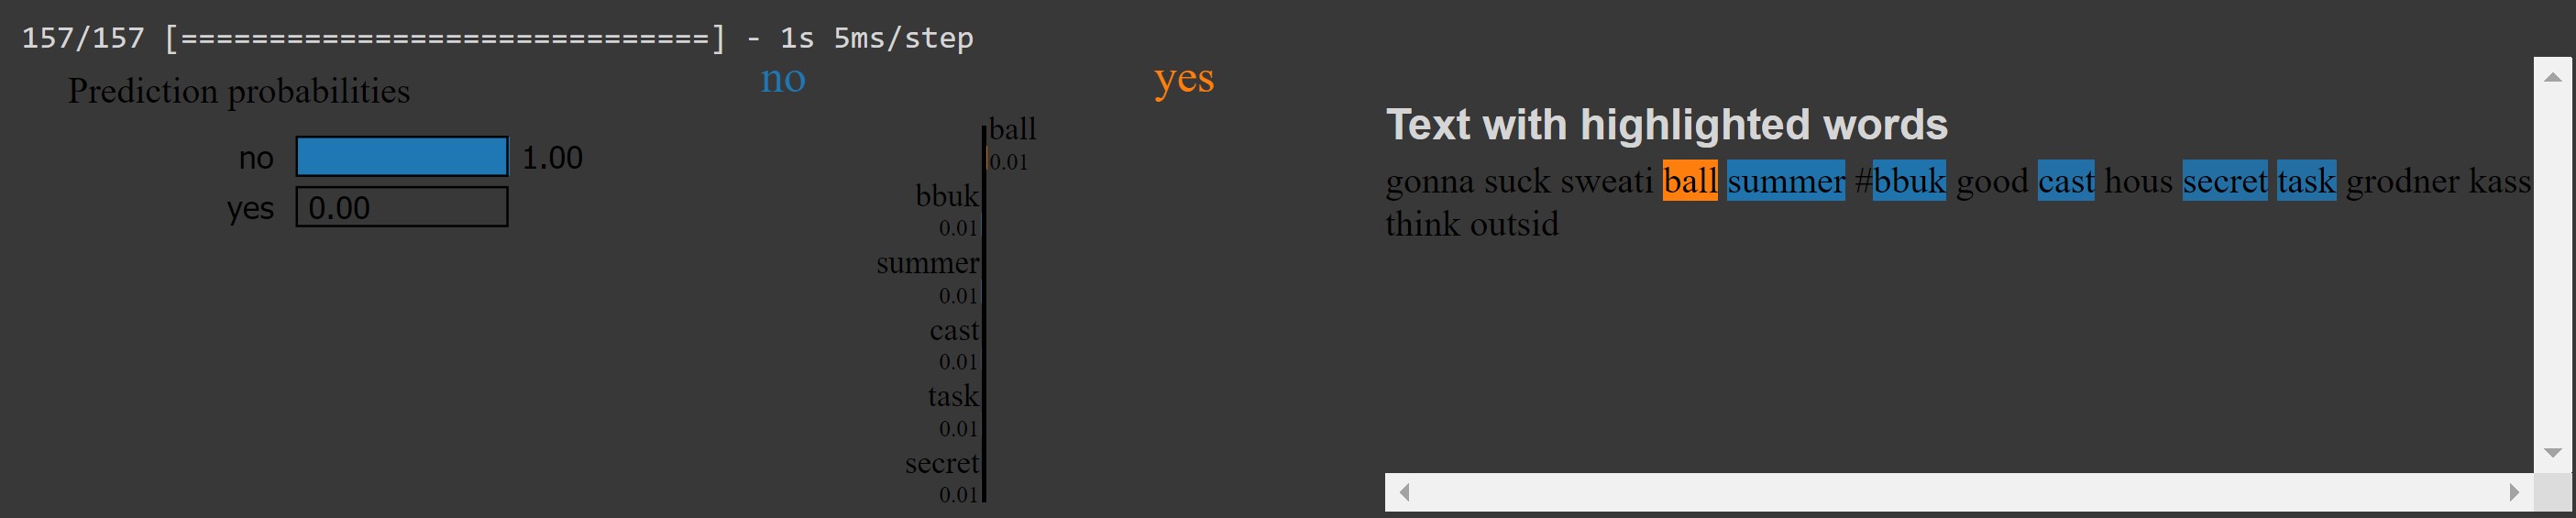 157/157 [==============================] - 1s 5ms/step
Prediction probabilities
no 1.00
yes 0.00
no yes
ball
0.01
bbuk
0.01
summer
0.01
cast
0.01
task
0.01
secret
0.01
Text with highlighted words
gonna suck sweati ball summer #bbuk good cast hous secret task grodner kass
think outsid